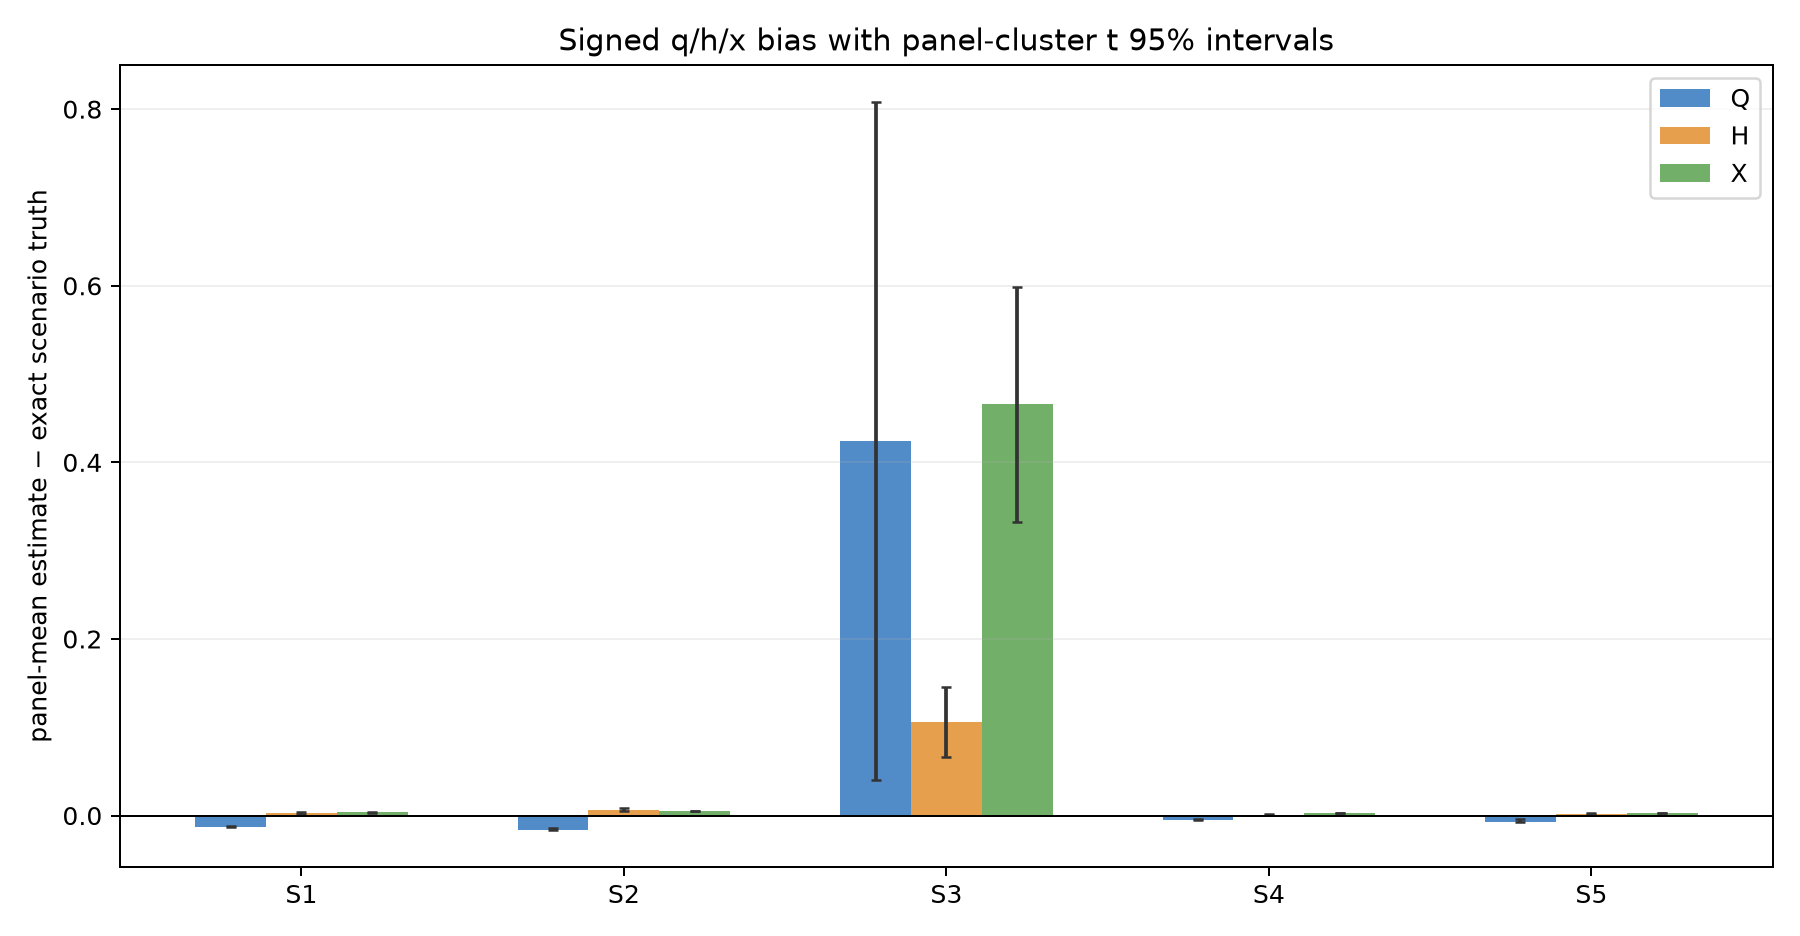 Signed q/h/x bias with panel-cluster t 95% intervals
panel-mean estimate − exact scenario truth
0.8
0.6
0.4
0.2
0.0
Q
H
X
S1
S2
S3
S4
S5